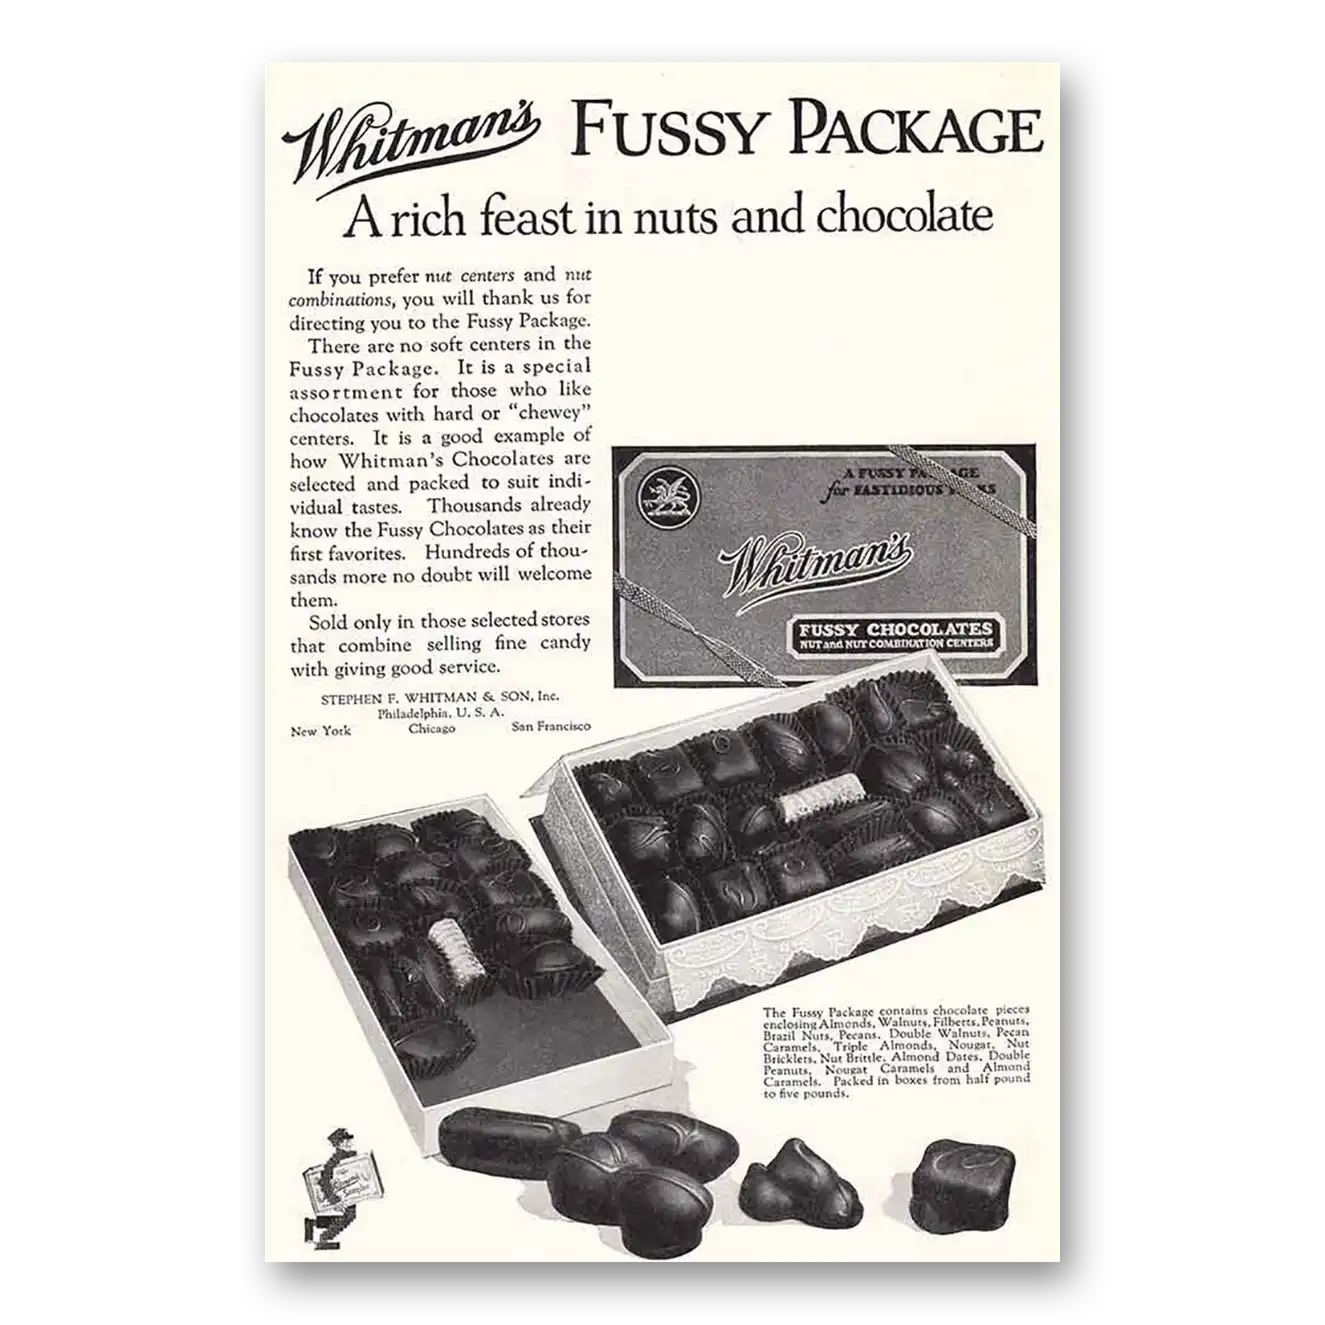 Whitman's FUSSY PACKAGE
A rich feast in nuts and chocolate
If you prefer nut centers and nut
combinations, you will thank us for
directing you to the Fussy Package.
There are no soft centers in the
Fussy Package. It is a special
assortment for those who like
chocolates with hard or "chewey"
centers. It is a good example of
how Whitman's Chocolates are
selected and packed to suit indi-
vidual tastes. Thousands already
know the Fussy Chocolates as their
first favorites. Hundreds of thou-
sands more no doubt will welcome
them.
Sold only in those selected stores
that combine selling fine candy
with giving good service.
STEPHEN F. WHITMAN & SON, Inc.
Philadelphia, U. S. A.
New York Chicago San Francisco
A FUSSY PA AGE
for FASTIDIOUS KS
Whitman's
FUSSY CHOCOLATES
NUT and NUT COMBINATION CENTERS
The Fussy Package contains chocolate pieces
enclosing Almonds, Walnuts, Filberts, Peanuts,
Brazil Nuts, Pecans, Double Walnuts, Pecan
Caramels, Triple Almonds, Nougat, Nut
Bricklets, Nut Brittle, Almond Dates, Double
Peanuts, Nougat Caramels and Almond
Caramels. Packed in boxes from half pound
to five pounds.
Sampler